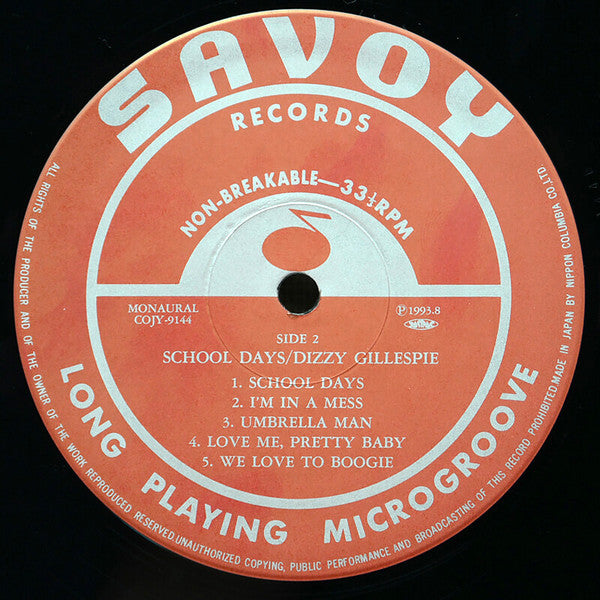 SAVOY
RECORDS
NON-BREAKABLE—33⅓RPM
MONAURAL
COJY-9144
℗ 1993.8
SIDE 2
SCHOOL DAYS/DIZZY GILLESPIE
1. SCHOOL DAYS
2. I'M IN A MESS
3. UMBRELLA MAN
4. LOVE ME, PRETTY BABY
5. WE LOVE TO BOOGIE
LONG PLAYING MICROGROOVE
ALL RIGHTS OF THE PRODUCER AND OF THE OWNER OF THE WORK REPRODUCED RESERVED.UNAUTHORIZED COPYING, PUBLIC PERFORMANCE AND BROADCASTING OF THIS RECORD PROHIBITED.MADE IN JAPAN BY NIPPON COLUMBIA CO.,LTD.